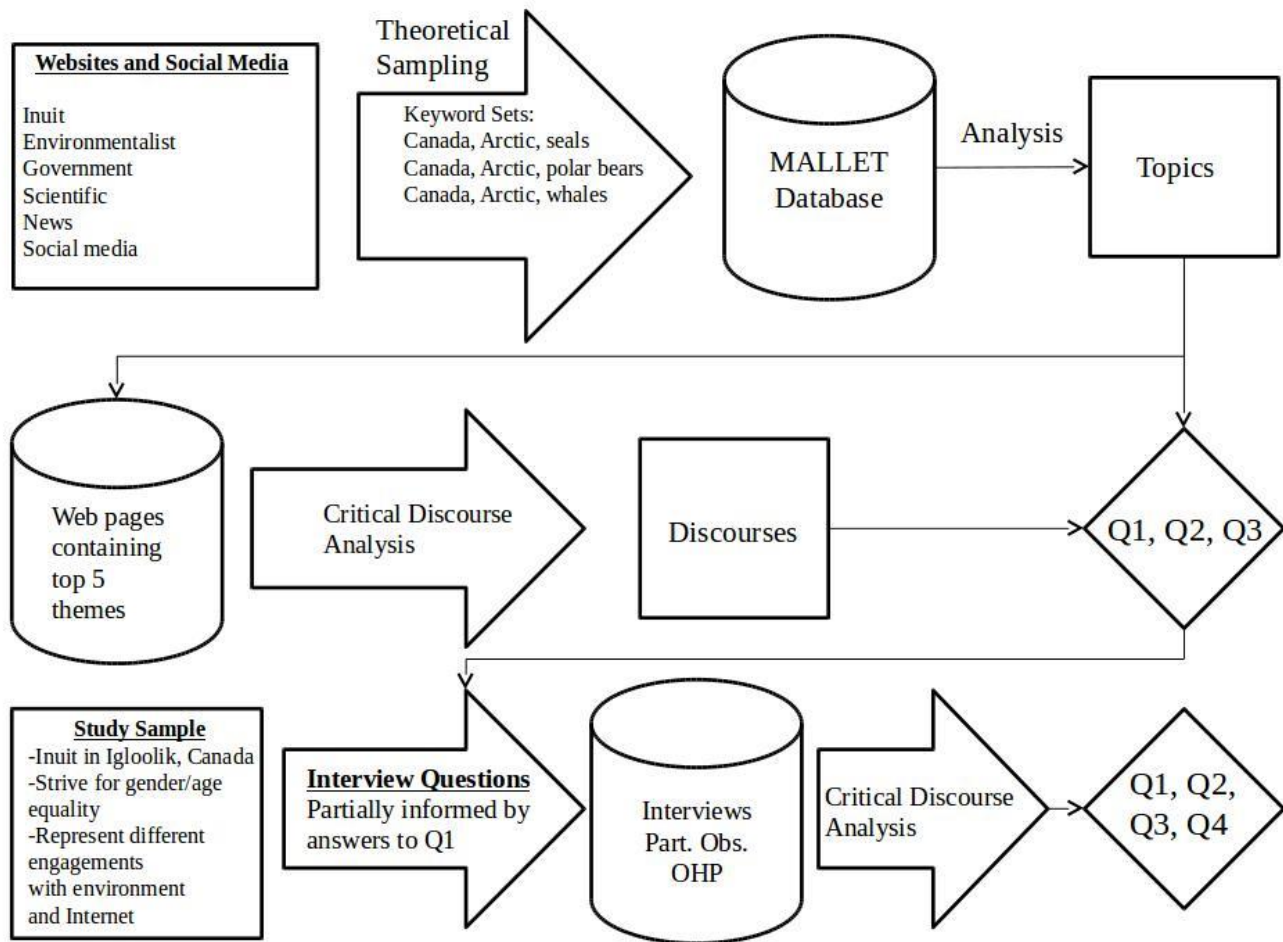 Websites and Social Media
Inuit
Environmentalist
Government
Scientific
News
Social media
Theoretical
Sampling
Keyword Sets:
Canada, Arctic, seals
Canada, Arctic, polar bears
Canada, Arctic, whales
MALLET
Database
Analysis
Topics
Web pages
containing
top 5
themes
Critical Discourse
Analysis
Discourses
Q1, Q2, Q3
Study Sample
-Inuit in Igloolik, Canada
-Strive for gender/age
equality
-Represent different
engagements
with environment
and Internet
Interview Questions
Partially informed by
answers to Q1
Interviews
Part. Obs.
OHP
Critical Discourse
Analysis
Q1, Q2,
Q3, Q4